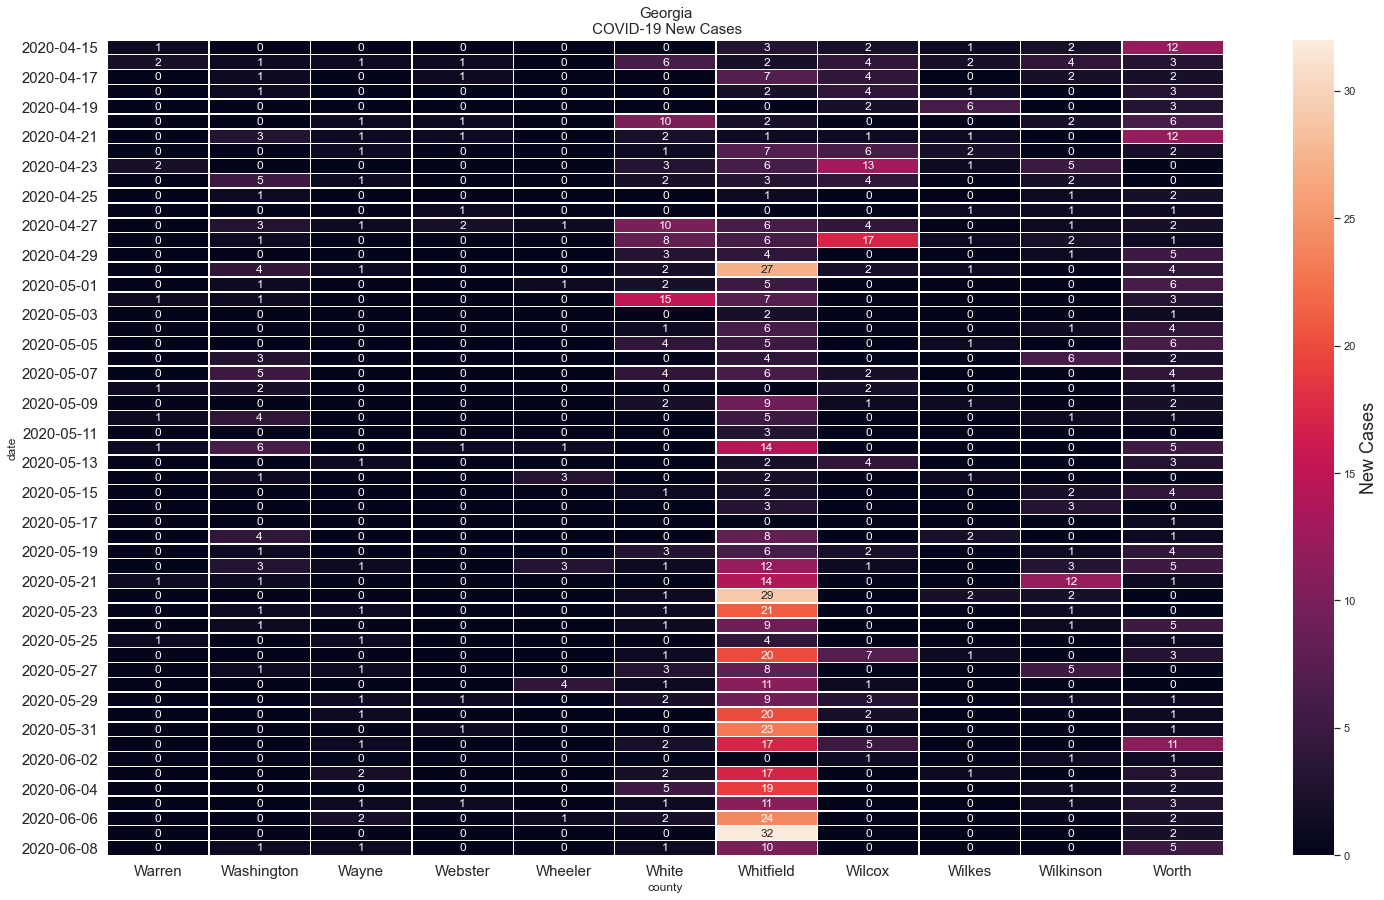 Georgia
COVID-19 New Cases
2020-04-15 1 0 0 0 0 0 3 2 1 2 12
2 1 1 1 0 6 2 4 2 4 3
2020-04-17 0 1 0 1 0 0 7 4 0 2 2
0 1 0 0 0 0 2 4 1 0 3
2020-04-19 0 0 0 0 0 0 0 2 6 0 3
0 0 1 1 0 10 2 0 0 2 6
2020-04-21 0 3 1 1 0 2 1 1 1 0 12
0 0 1 0 0 1 7 6 2 0 2
2020-04-23 2 0 0 0 0 3 6 13 1 5 0
0 5 1 0 0 2 3 4 0 2 0
2020-04-25 0 1 0 0 0 0 1 0 0 1 2
0 0 0 1 0 0 0 0 1 1 1
2020-04-27 0 3 1 2 1 10 6 4 0 1 2
0 1 0 0 0 8 6 17 1 2 1
2020-04-29 0 0 0 0 0 3 4 0 0 1 5
0 4 1 0 0 2 27 2 1 0 4
2020-05-01 0 1 0 0 1 2 5 0 0 0 6
1 1 0 0 0 15 7 0 0 0 3
2020-05-03 0 0 0 0 0 0 2 0 0 0 1
0 0 0 0 0 1 6 0 0 1 4
2020-05-05 0 0 0 0 0 4 5 0 1 0 6
0 3 0 0 0 0 4 0 0 6 2
2020-05-07 0 5 0 0 0 4 6 2 0 0 4
1 2 0 0 0 0 0 2 0 0 1
2020-05-09 0 0 0 0 0 2 9 1 1 0 2
1 4 0 0 0 0 5 0 0 1 1
2020-05-11 0 0 0 0 0 0 3 0 0 0 0
1 6 0 1 1 0 14 0 0 0 5
2020-05-13 0 0 1 0 0 0 2 4 0 0 3
0 1 0 0 3 0 2 0 1 0 0
2020-05-15 0 0 0 0 0 1 2 0 0 2 4
0 0 0 0 0 0 3 0 0 3 0
2020-05-17 0 0 0 0 0 0 0 0 0 0 1
0 4 0 0 0 0 8 0 2 0 1
2020-05-19 0 1 0 0 0 3 6 2 0 1 4
0 3 1 0 3 1 12 1 0 3 5
2020-05-21 1 1 0 0 0 0 14 0 0 12 1
0 0 0 0 0 1 29 0 2 2 0
2020-05-23 0 1 1 0 0 1 21 0 0 1 0
0 1 0 0 0 1 9 0 0 1 5
2020-05-25 1 0 1 0 0 0 4 0 0 0 1
0 0 0 0 0 1 20 7 1 0 3
2020-05-27 0 1 1 0 0 3 8 0 0 5 0
0 0 0 0 4 1 11 1 0 0 0
2020-05-29 0 0 1 1 0 2 9 3 0 1 1
0 0 1 0 0 0 20 2 0 0 1
2020-05-31 0 0 0 1 0 0 23 0 0 0 1
0 0 1 0 0 2 17 5 0 0 11
2020-06-02 0 0 0 0 0 0 0 1 0 1 1
0 0 2 0 0 2 17 0 1 0 3
2020-06-04 0 0 0 0 0 5 19 0 0 1 2
0 0 1 1 0 1 11 0 0 1 3
2020-06-06 0 0 2 0 1 2 24 0 0 0 2
0 0 0 0 0 0 32 0 0 0 2
2020-06-08 0 1 1 0 0 1 10 0 0 0 5
Warren Washington Wayne Webster Wheeler White Whitfield Wilcox Wilkes Wilkinson Worth
county
date
30
25
20
15
10
5
0
New Cases